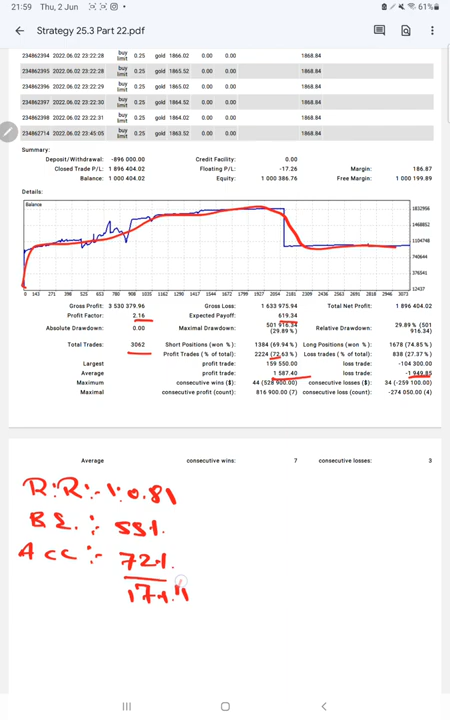 21:59 Thu, 2 Jun 61%
Strategy 25.3 Part 22.pdf
234862394 2022.06.02 23:22:28 buy limit 0.25 gold 1866.02 0.00 0.00 1868.84
234862395 2022.06.02 23:22:28 buy limit 0.25 gold 1865.52 0.00 0.00 1868.84
234862396 2022.06.02 23:22:29 buy limit 0.25 gold 1865.02 0.00 0.00 1868.84
234862397 2022.06.02 23:22:30 buy limit 0.25 gold 1864.52 0.00 0.00 1868.84
234862398 2022.06.02 23:22:31 buy limit 0.25 gold 1864.02 0.00 0.00 1868.84
234862714 2022.06.02 23:45:05 buy limit 0.25 gold 1863.52 0.00 0.00 1868.84
Summary:
Deposit/Withdrawal: -896 000.00 Credit Facility: 0.00
Closed Trade P/L: 1 896 404.02 Floating P/L: -17.26 Margin: 186.87
Balance: 1 000 404.02 Equity: 1 000 386.76 Free Margin: 1 000 199.89
Details:
Balance
1832956
1468852
1104748
740644
376541
12437
0 143 271 399 526 653 780 908 1035 1162 1290 1417 1544 1672 1799 1927 2054 2181 2309 2436 2563 2691 2818 2946 3073
Gross Profit: 3 530 379.96 Gross Loss: 1 633 975.94 Total Net Profit: 1 896 404.02
Profit Factor: 2.16 Expected Payoff: 619.34
Absolute Drawdown: 0.00 Maximal Drawdown: 501 916.34 (29.89%) Relative Drawdown: 29.89% (501 916.34)
Total Trades: 3062 Short Positions (won %): 1384 (69.94%) Long Positions (won %): 1678 (74.85%)
Profit Trades (% of total): 2224 (72.63%) Loss trades (% of total): 838 (27.37%)
Largest profit trade: 159 550.00 loss trade: -104 300.00
Average profit trade: 1 587.40 loss trade: -1 949.85
Maximum consecutive wins ($): 44 (528 900.00) consecutive losses ($): 34 (-259 100.00)
Maximal consecutive profit (count): 816 900.00 (7) consecutive loss (count): -274 050.00 (4)
Average consecutive wins: 7 consecutive losses: 3
R:R:- 1:0.81
B.E. :- 55%.
Acc :- 72%.
17%